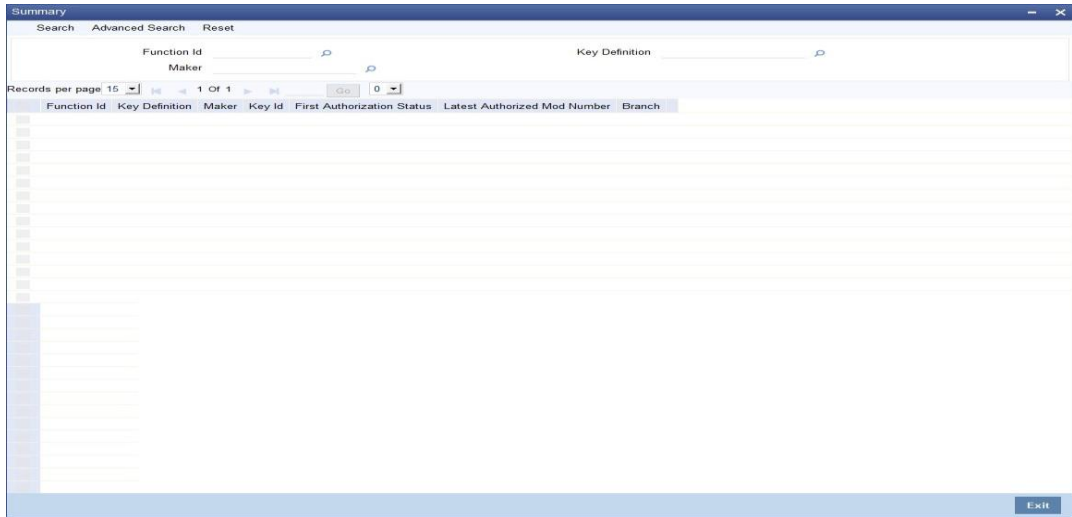 Summary
Search Advanced Search Reset
Function Id Key Definition
Maker
Records per page 15 1 Of 1 Go 0
Function Id Key Definition Maker Key Id First Authorization Status Latest Authorized Mod Number Branch
Exit